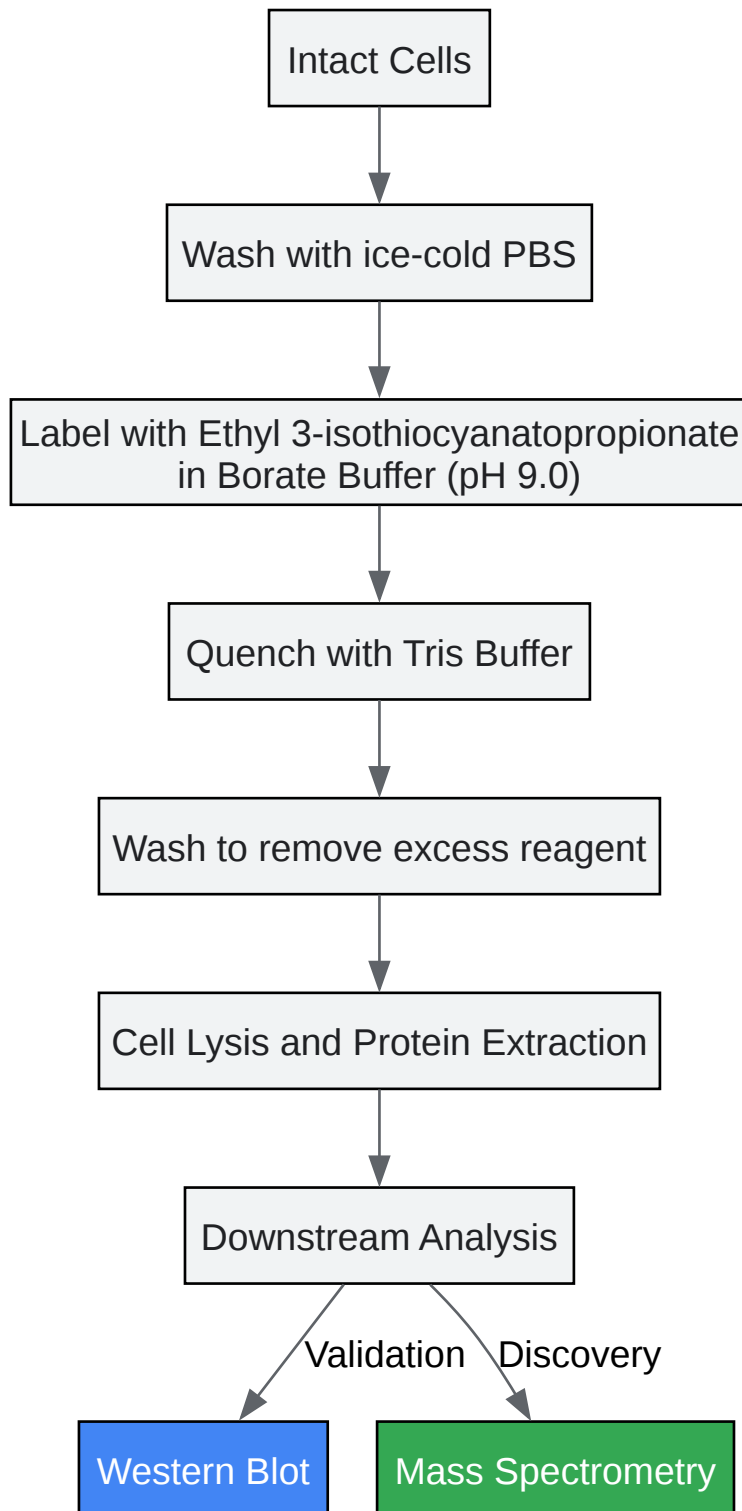 Intact Cells
Wash with ice-cold PBS
Label with Ethyl 3-isothiocyanatopropionate
in Borate Buffer (pH 9.0)
Quench with Tris Buffer
Wash to remove excess reagent
Cell Lysis and Protein Extraction
Downstream Analysis
Validation
Discovery
Western Blot
Mass Spectrometry